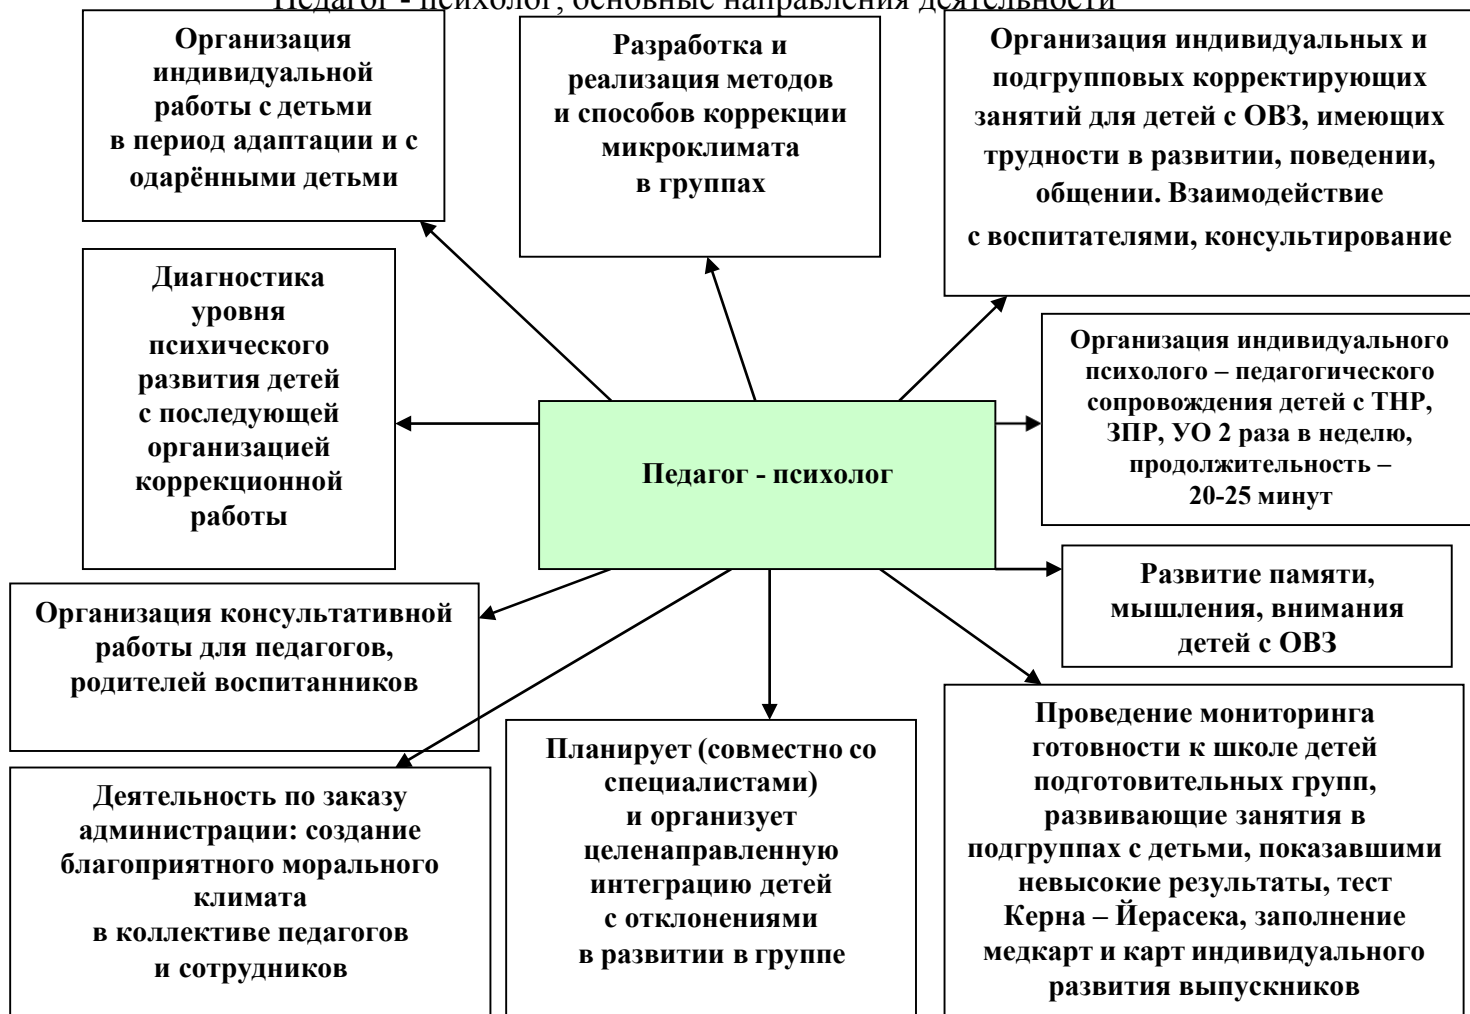 Педагог - психолог, основные направления деятельности
Организация
индивидуальной
работы с детьми
в период адаптации и с
одарёнными детьми
Разработка и
реализация методов
и способов коррекции
микроклимата
в группах
Организация индивидуальных и
подгрупповых корректирующих
занятий для детей с ОВЗ, имеющих
трудности в развитии, поведении,
общении. Взаимодействие
с воспитателями, консультирование
Диагностика
уровня
психического
развития детей
с последующей
организацией
коррекционной
работы
Организация индивидуального
психолого – педагогического
сопровождения детей с ТНР,
ЗПР, УО 2 раза в неделю,
продолжительность –
20-25 минут
Педагог - психолог
Развитие памяти,
мышления, внимания
детей с ОВЗ
Организация консультативной
работы для педагогов,
родителей воспитанников
Деятельность по заказу
администрации: создание
благоприятного морального
климата
в коллективе педагогов
и сотрудников
Планирует (совместно со
специалистами)
и организует
целенаправленную
интеграцию детей
с отклонениями
в развитии в группе
Проведение мониторинга
готовности к школе детей
подготовительных групп,
развивающие занятия в
подгруппах с детьми, показавшими
невысокие результаты, тест
Керна – Йерасека, заполнение
медкарт и карт индивидуального
развития выпускников